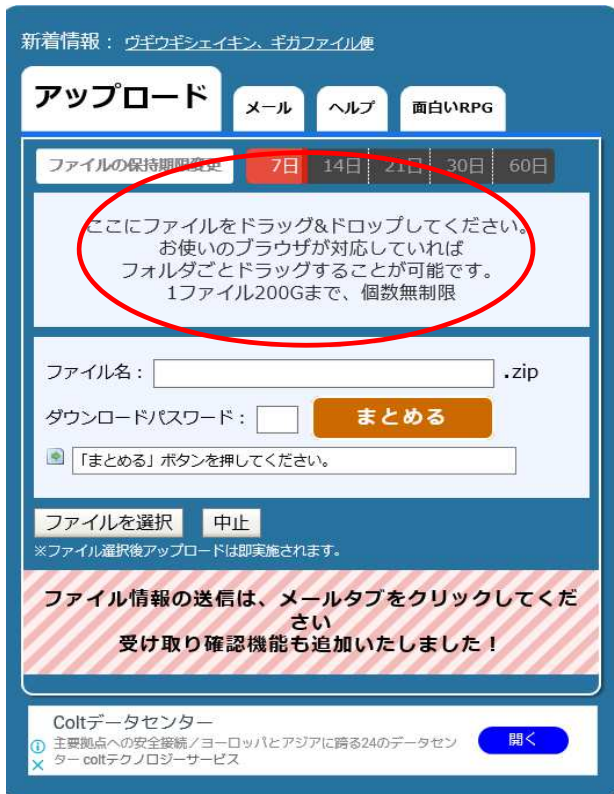 新着情報： ヴギウギシェイキン、ギガファイル便
アップロード メール ヘルプ 面白いRPG
ファイルの保持期限変更 7日 14日 21日 30日 60日
ここにファイルをドラッグ&ドロップしてください。
お使いのブラウザが対応していれば
フォルダごとドラッグすることが可能です。
1ファイル200Gまで、個数無制限
ファイル名： .zip
ダウンロードパスワード： まとめる
「まとめる」ボタンを押してください。
ファイルを選択 中止
※ファイル選択後アップロードは即実施されます。
ファイル情報の送信は、メールタブをクリックしてくだ
さい
受け取り確認機能も追加いたしました！
Coltデータセンター
主要拠点への安全接続／ヨーロッパとアジアに跨る24のデータセン
ター coltテクノロジーサービス
開く